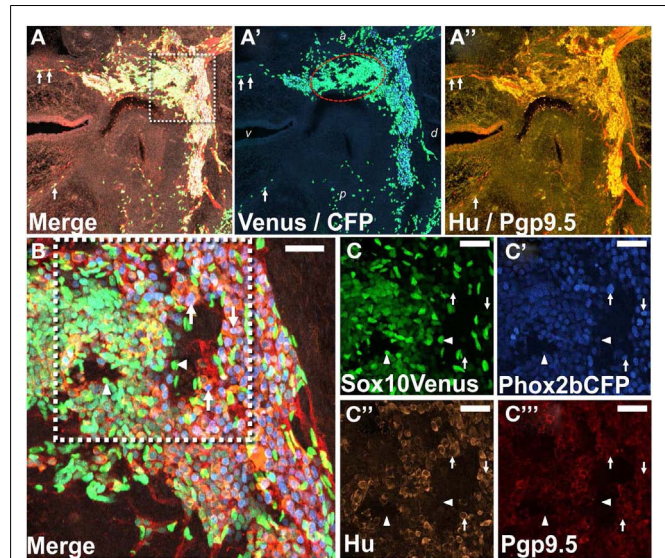 A
A'
A''
a
v
d
p
Merge
Venus / CFP
Hu / Pgp9.5
B
C
C'
Sox10Venus
Phox2bCFP
C''
C'''
Merge
Hu
Pgp9.5